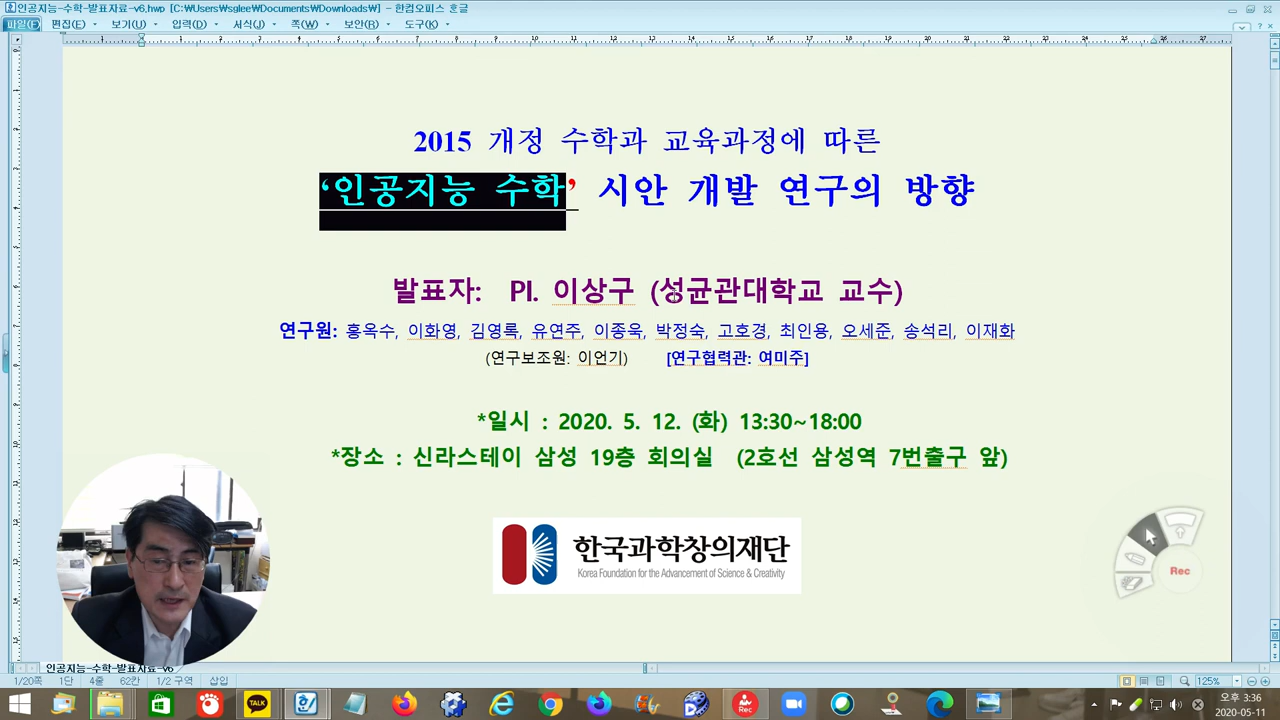 인공지능-수학-발표자료-v6.hwp [C:₩Users₩sglee₩Documents₩Downloads₩] - 한컴오피스 한글
파일(F) 편집(E) 보기(U) 입력(D) 서식(J) 쪽(W) 보안(R) 도구(K)
2015 개정 수학과 교육과정에 따른
‘인공지능 수학’ 시안 개발 연구의 방향
발표자: PI. 이상구 (성균관대학교 교수)
연구원: 홍옥수, 이화영, 김영록, 유연주, 이종욱, 박정숙, 고호경, 최인용, 오세준, 송석리, 이재화
(연구보조원: 이언기) [연구협력관: 여미주]
*일시 : 2020. 5. 12. (화) 13:30~18:00
*장소 : 신라스테이 삼성 19층 회의실 (2호선 삼성역 7번출구 앞)
한국과학창의재단
Korea Foundation for the Advancement of Science & Creativity
Rec
인공지능-수학-발표자료-v6
1/20쪽 1단 4줄 62칸 1/2 구역 삽입 125%
TALK Rec
오후 3:36
2020-05-11